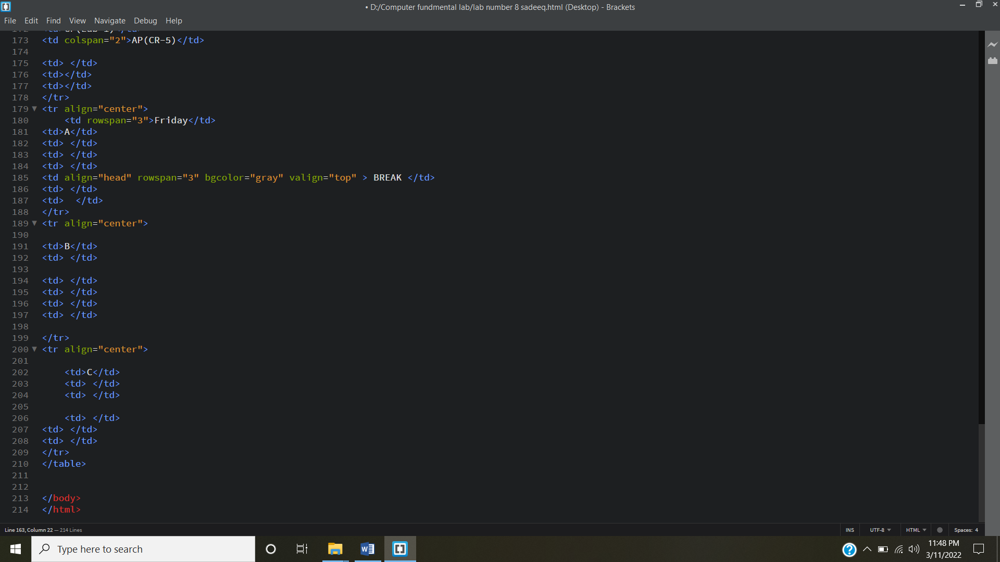 • D:/Computer fundmental lab/lab number 8 sadeeq.html (Desktop) - Brackets
File Edit Find View Navigate Debug Help
173 <td colspan="2">AP(CR-5)</td>
174
175 <td> </td>
176 <td></td>
177 <td></td>
178 </tr>
179 <tr align="center">
180     <td rowspan="3">Friday</td>
181 <td>A</td>
182 <td> </td>
183 <td> </td>
184 <td> </td>
185 <td align="head" rowspan="3" bgcolor="gray" valign="top" > BREAK </td>
186 <td> </td>
187 <td>  </td>
188 </tr>
189 <tr align="center">
190
191 <td>B</td>
192 <td> </td>
193
194 <td> </td>
195 <td> </td>
196 <td> </td>
197 <td> </td>
198
199 </tr>
200 <tr align="center">
201
202     <td>C</td>
203     <td> </td>
204     <td> </td>
205
206     <td> </td>
207 <td> </td>
208 <td> </td>
209 </tr>
210 </table>
211
212
213 </body>
214 </html>
Line 163, Column 22 — 214 Lines
INS UTF-8 HTML Spaces: 4
Type here to search
11:48 PM
3/11/2022